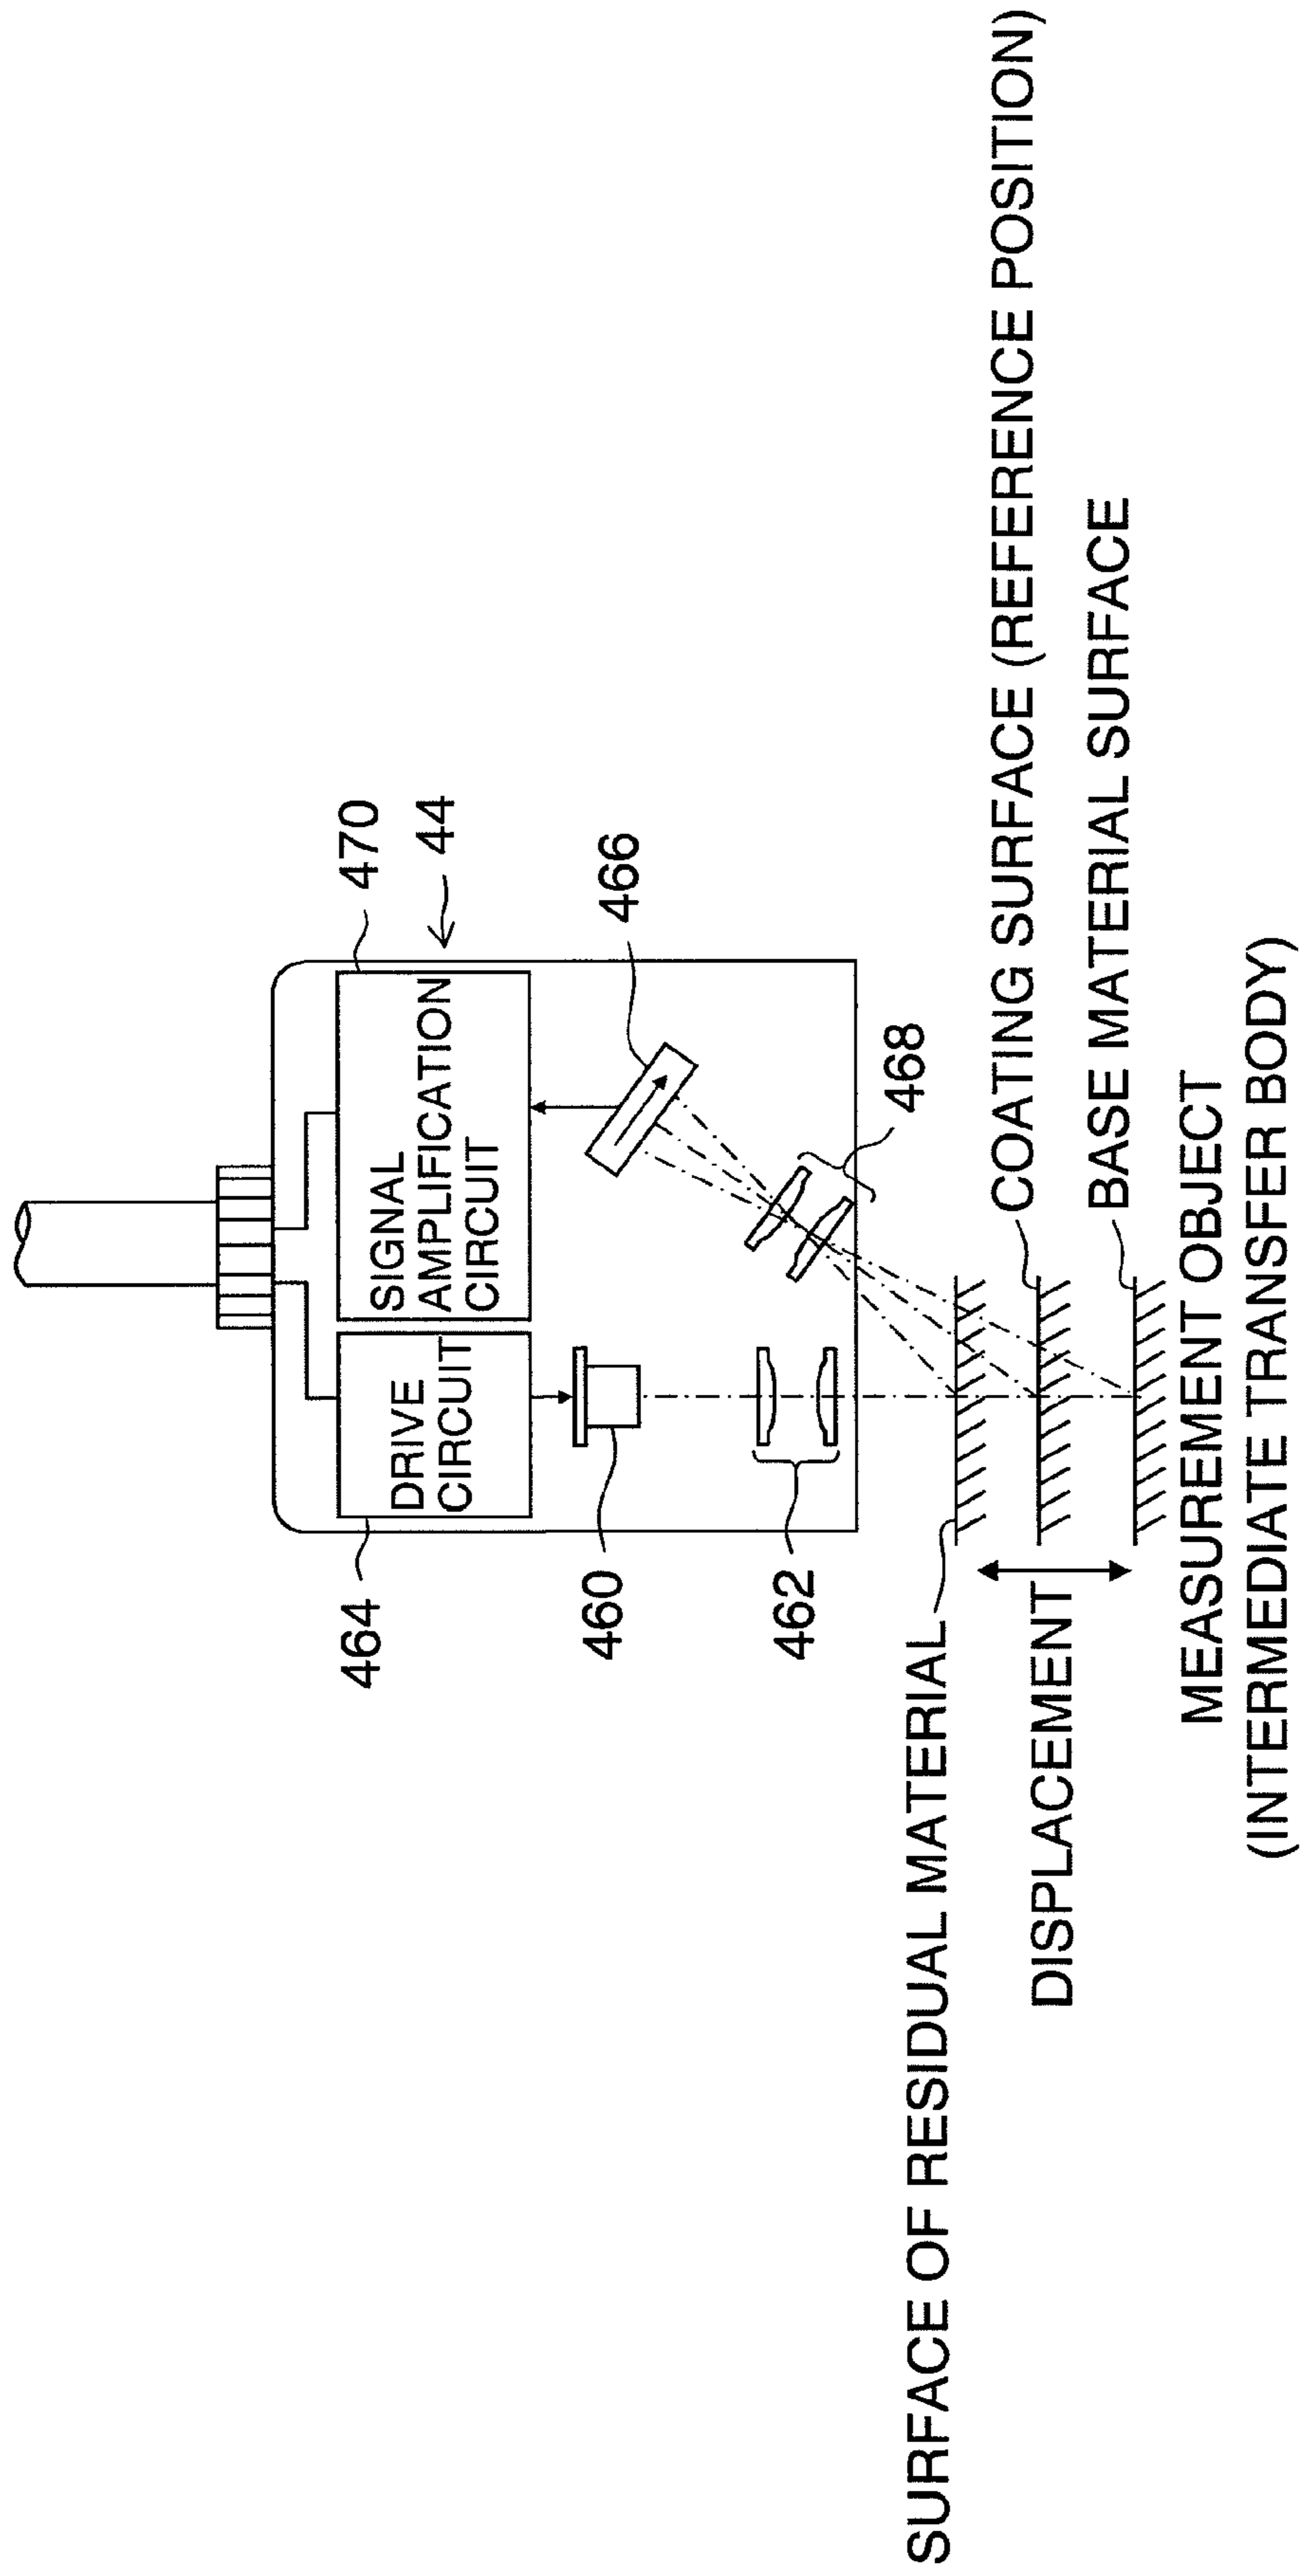 470
44
SIGNAL
AMPLIFICATION
CIRCUIT
DRIVE
CIRCUIT
464
466
460
468
462
SURFACE OF RESIDUAL MATERIAL
COATING SURFACE (REFERENCE POSITION)
DISPLACEMENT
BASE MATERIAL SURFACE
MEASUREMENT OBJECT
(INTERMEDIATE TRANSFER BODY)